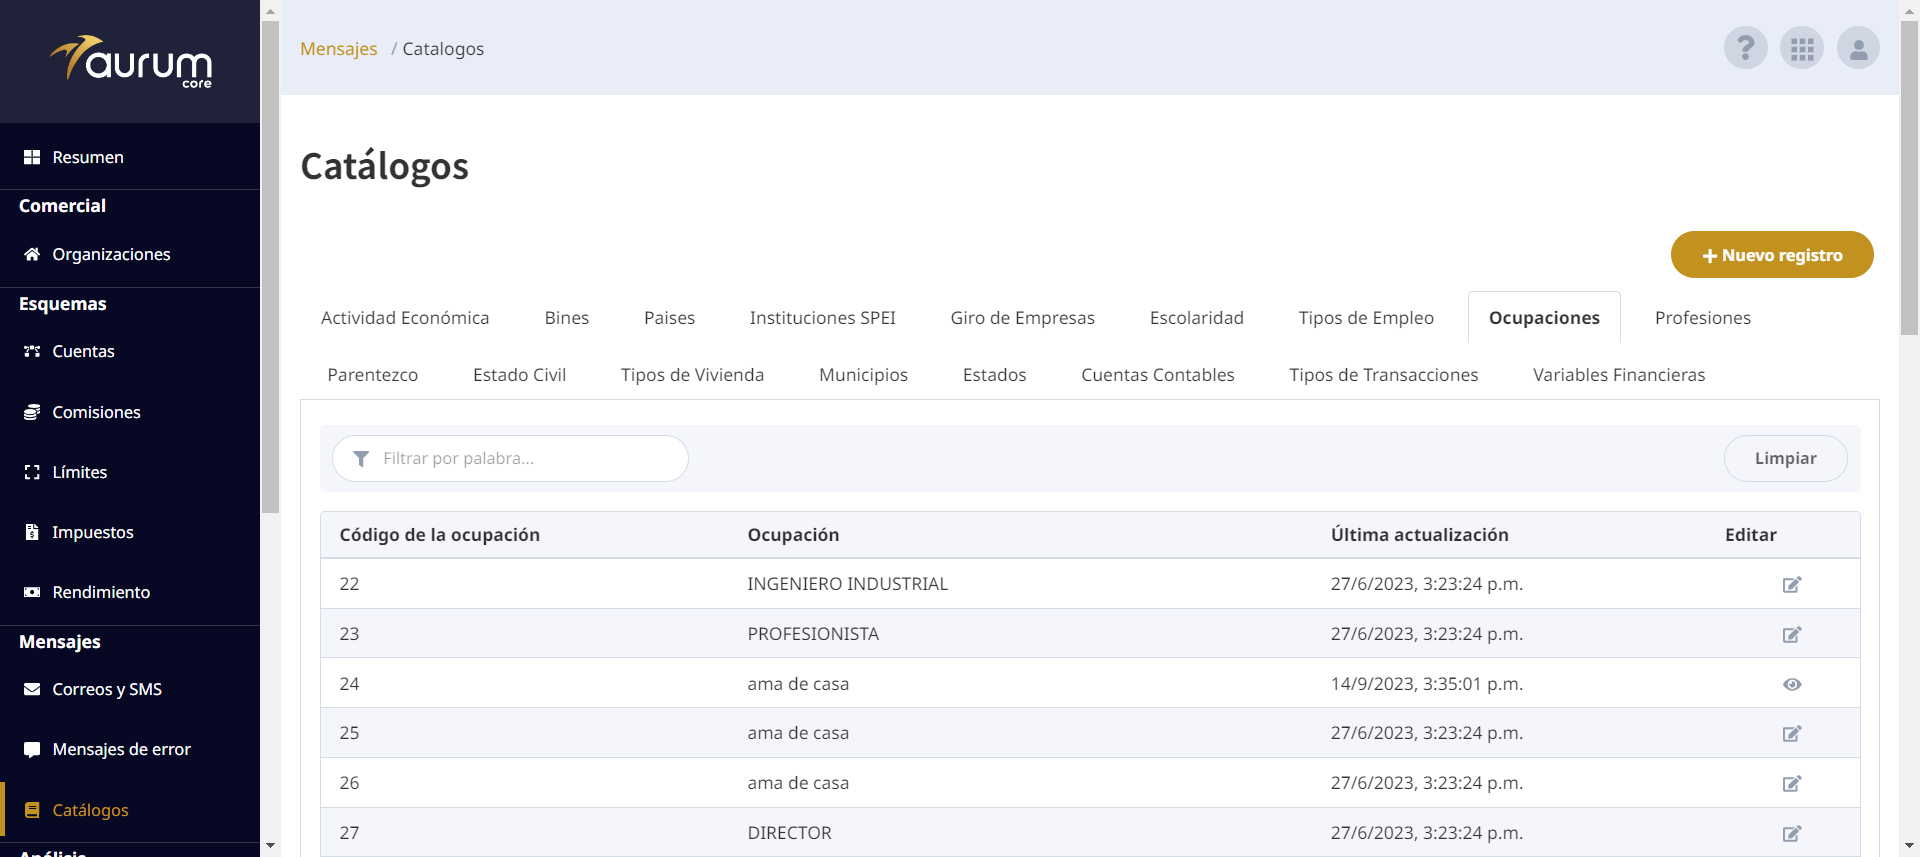 aurum
core
Resumen
Comercial
Organizaciones
Esquemas
Cuentas
Comisiones
Límites
Impuestos
Rendimiento
Mensajes
Correos y SMS
Mensajes de error
Catálogos
Análisis
Mensajes / Catalogos
?
Catálogos
+ Nuevo registro
Actividad Económica Bines Paises Instituciones SPEI Giro de Empresas Escolaridad Tipos de Empleo Ocupaciones Profesiones
Parentezco Estado Civil Tipos de Vivienda Municipios Estados Cuentas Contables Tipos de Transacciones Variables Financieras
Filtrar por palabra... Limpiar
Código de la ocupación Ocupación Última actualización Editar
22 INGENIERO INDUSTRIAL 27/6/2023, 3:23:24 p.m.
23 PROFESIONISTA 27/6/2023, 3:23:24 p.m.
24 ama de casa 14/9/2023, 3:35:01 p.m.
25 ama de casa 27/6/2023, 3:23:24 p.m.
26 ama de casa 27/6/2023, 3:23:24 p.m.
27 DIRECTOR 27/6/2023, 3:23:24 p.m.